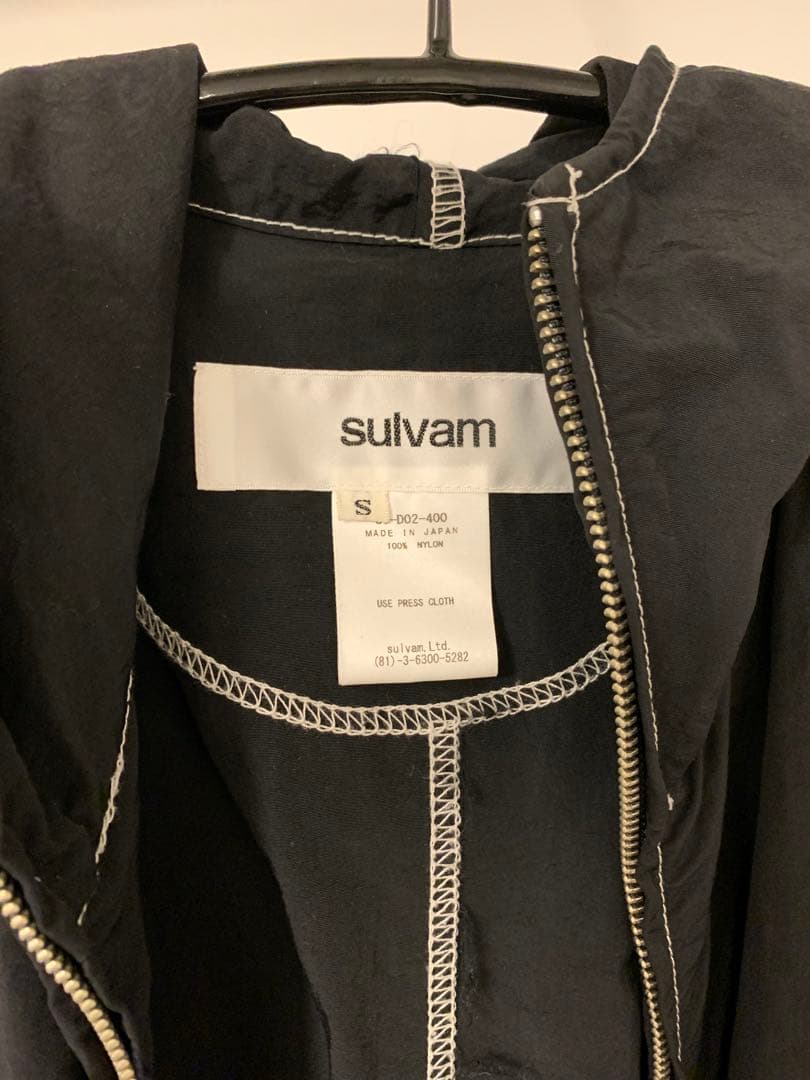 sulvam
S
-D02-400
MADE IN JAPAN
100% NYLON
USE PRESS CLOTH
sulvam.Ltd.
(81)-3-6300-5282